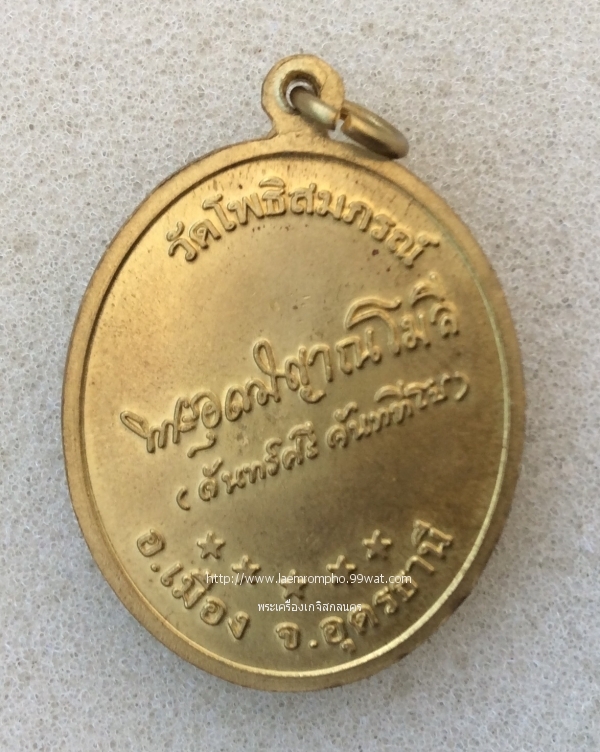 วัดโพธิสมภรณ์
พระอุดมญาณโมลี
(จันทร์ศรี จันททีโป)
http://www.laemrompho.99wat.com
อ.เมือง จ.อุดรธานี
พระเครื่องเกจิสกลนคร